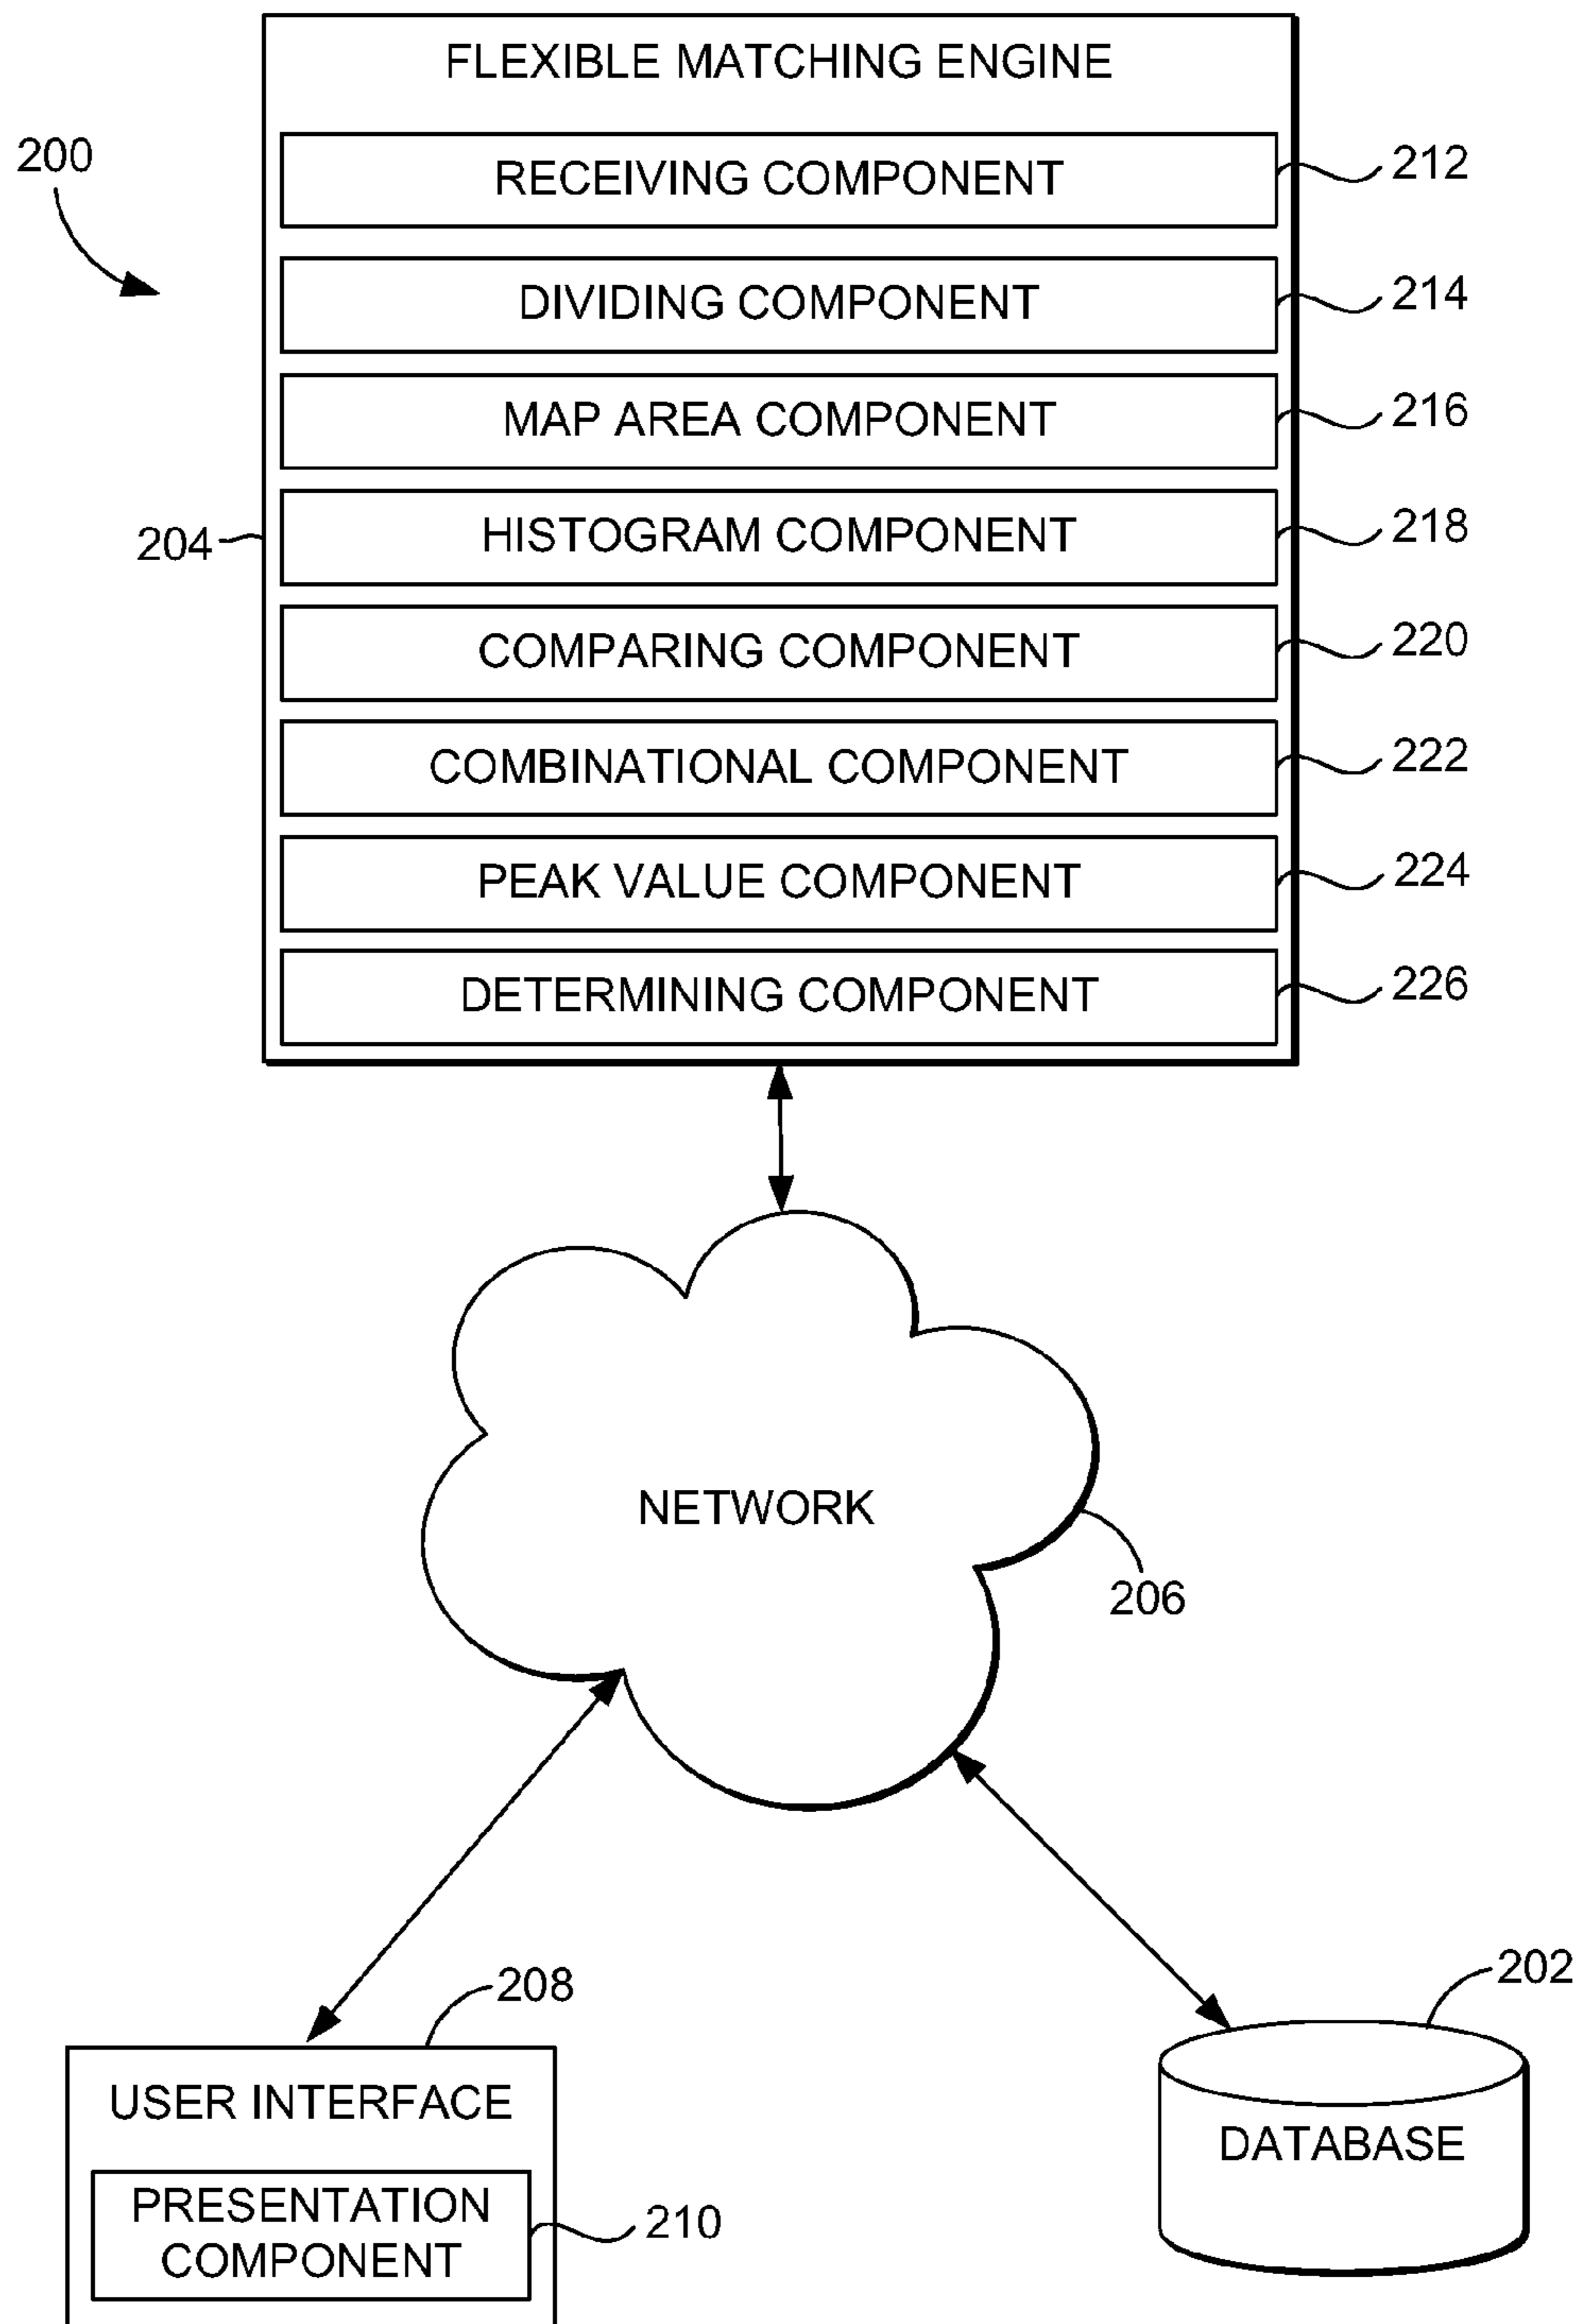 FLEXIBLE MATCHING ENGINE
200
RECEIVING COMPONENT
212
DIVIDING COMPONENT
214
MAP AREA COMPONENT
216
204
HISTOGRAM COMPONENT
218
COMPARING COMPONENT
220
COMBINATIONAL COMPONENT
222
PEAK VALUE COMPONENT
224
DETERMINING COMPONENT
226
NETWORK
206
208
USER INTERFACE
PRESENTATION
COMPONENT
210
202
DATABASE